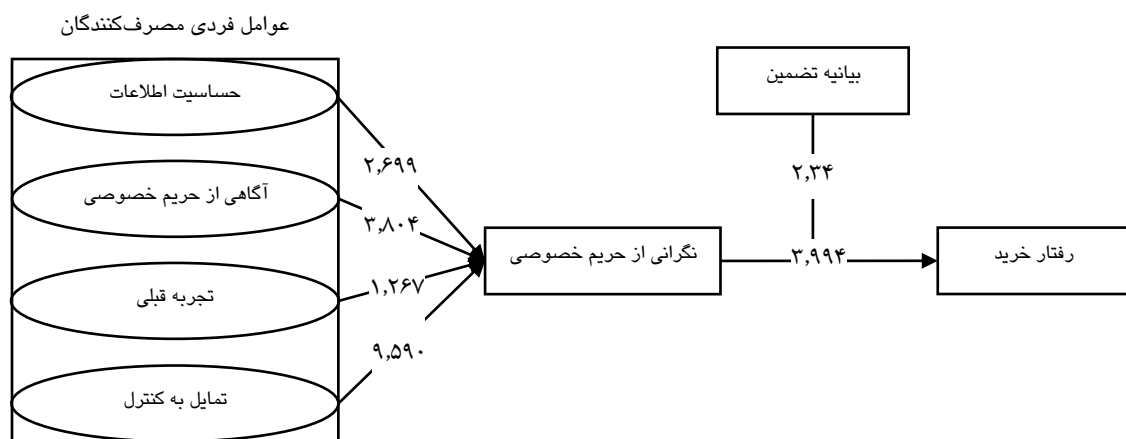 عوامل فردی مصرف‌کنندگان
حساسیت اطلاعات
آگاهی از حریم خصوصی
تجربه قبلی
تمایل به کنترل
۲,۶۹۹
۳,۸۰۴
۱,۲۶۷
۹,۵۹۰
نگرانی از حریم خصوصی
بیانیه تضمین
۲,۳۴
۳,۹۹۴
رفتار خرید